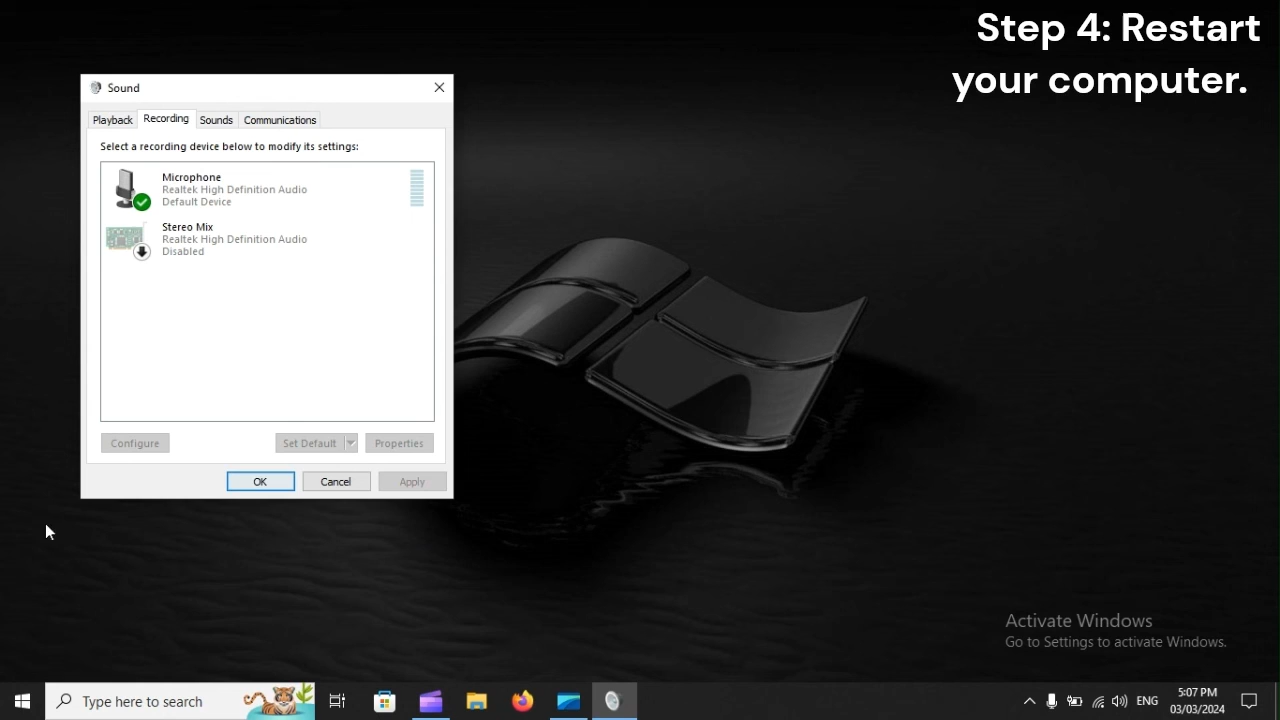 Step 4: Restart
your computer.
Sound
Playback
Recording
Sounds
Communications
Select a recording device below to modify its settings:
Microphone
Realtek High Definition Audio
Default Device
Stereo Mix
Realtek High Definition Audio
Disabled
Configure
Set Default
Properties
OK
Cancel
Apply
Activate Windows
Go to Settings to activate Windows.
Type here to search
ENG
5:07 PM
03/03/2024